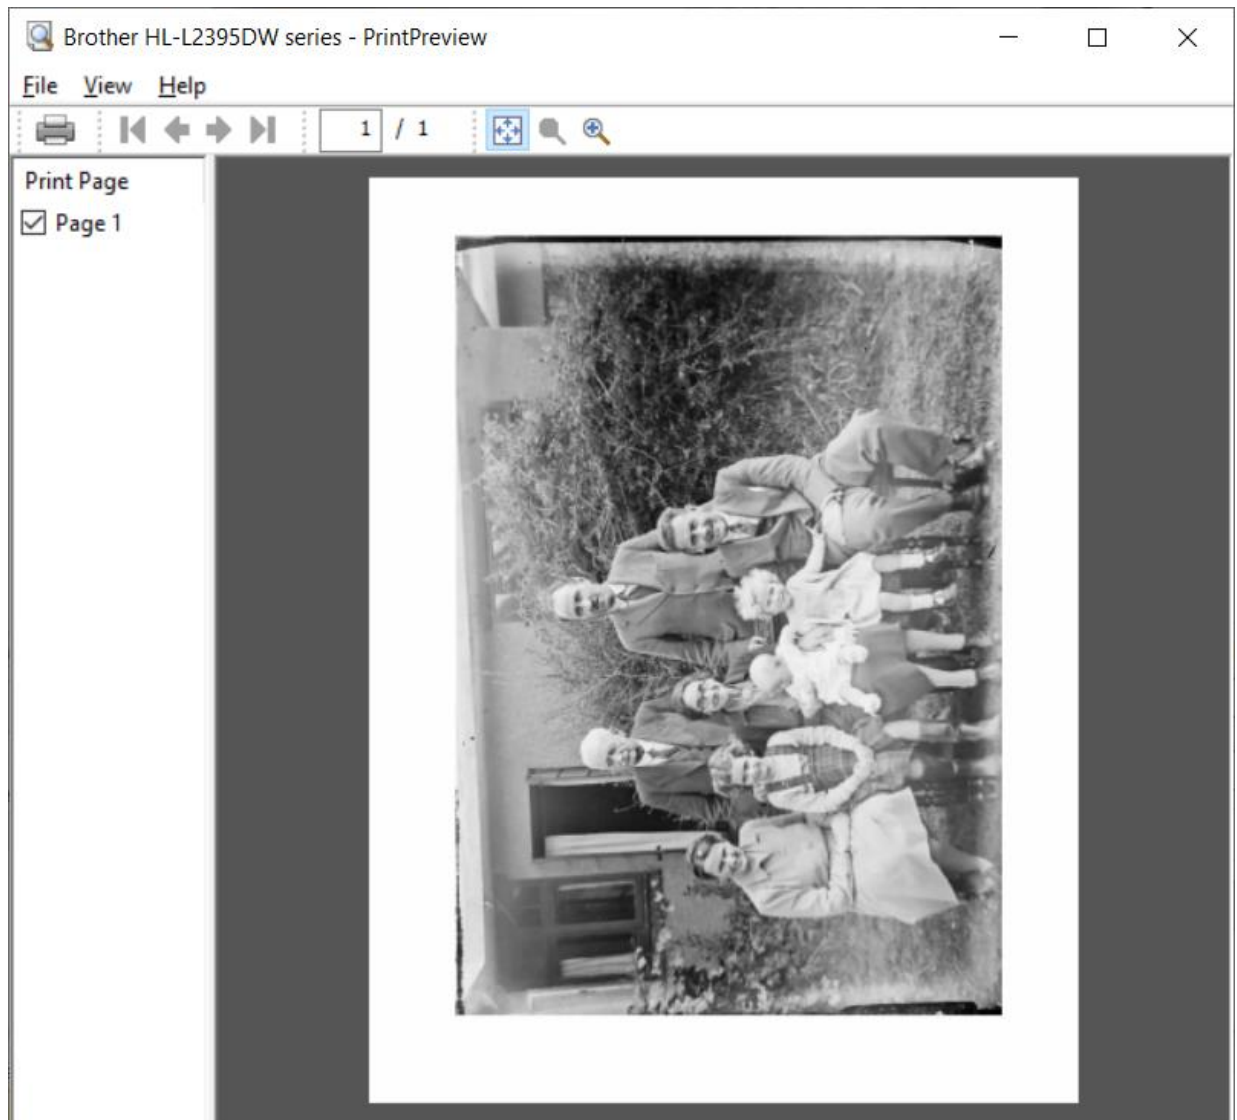 Brother HL-L2395DW series - PrintPreview
File View Help
1 / 1
Print Page
Page 1